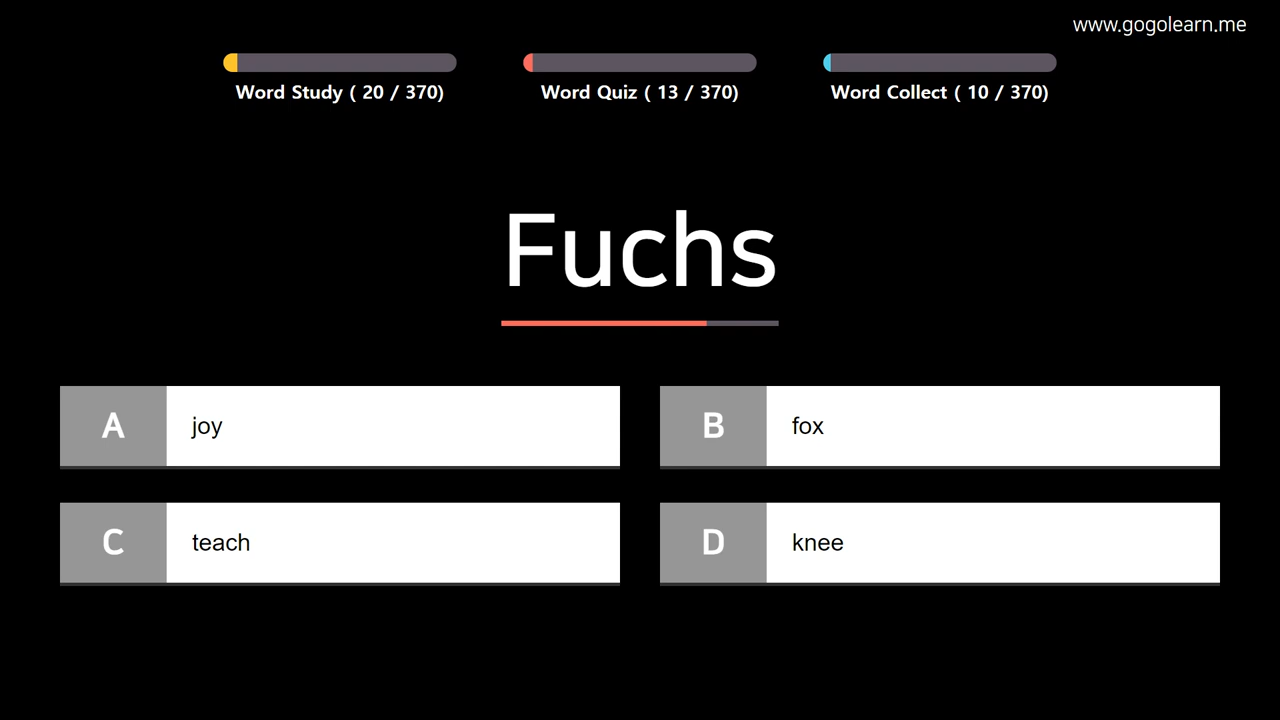 www.gogolearn.me
Word Study ( 20 / 370)
Word Quiz ( 13 / 370)
Word Collect ( 10 / 370)
Fuchs
A joy
B fox
C teach
D knee